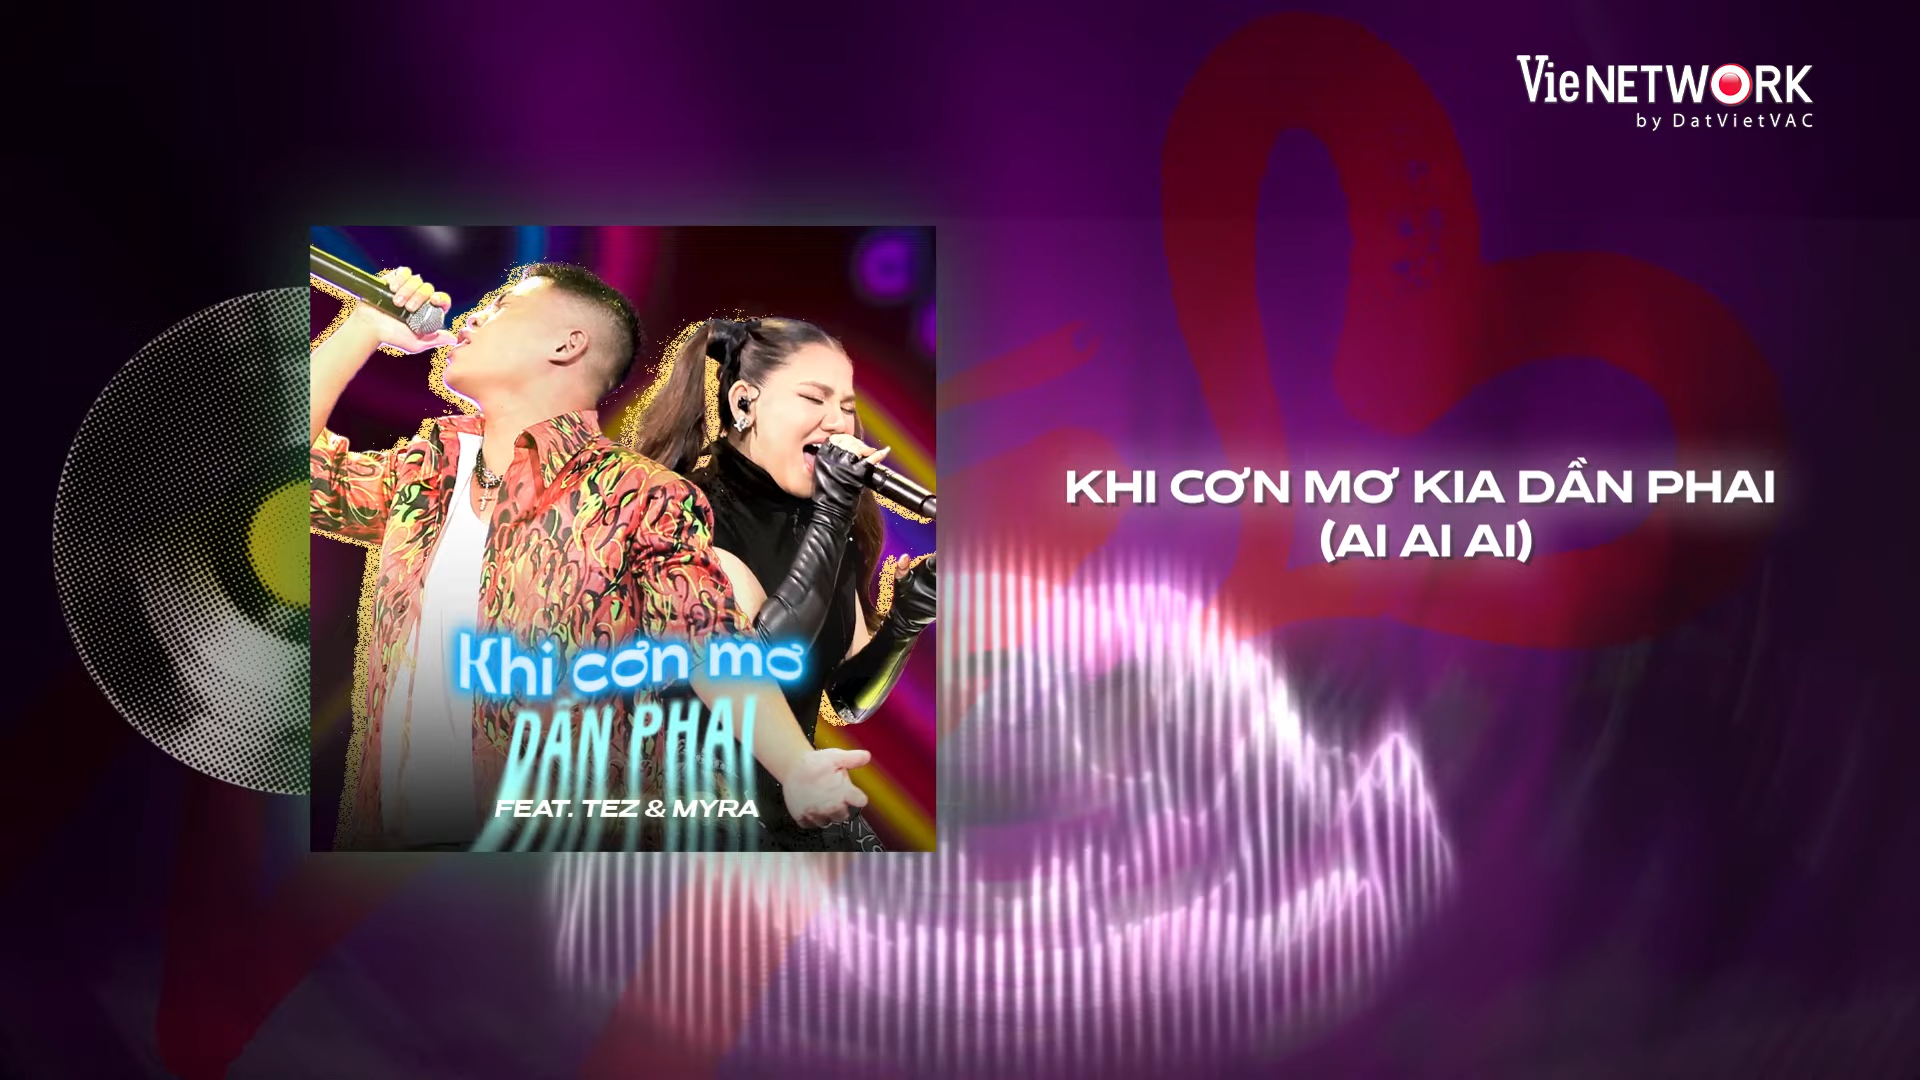 VieNETWORK
by DatVietVAC
KHI CƠN MƠ KIA DẦN PHAI
(AI AI AI)
Khi cơn mơ
DẦN PHAI
FEAT. TEZ & MYRA